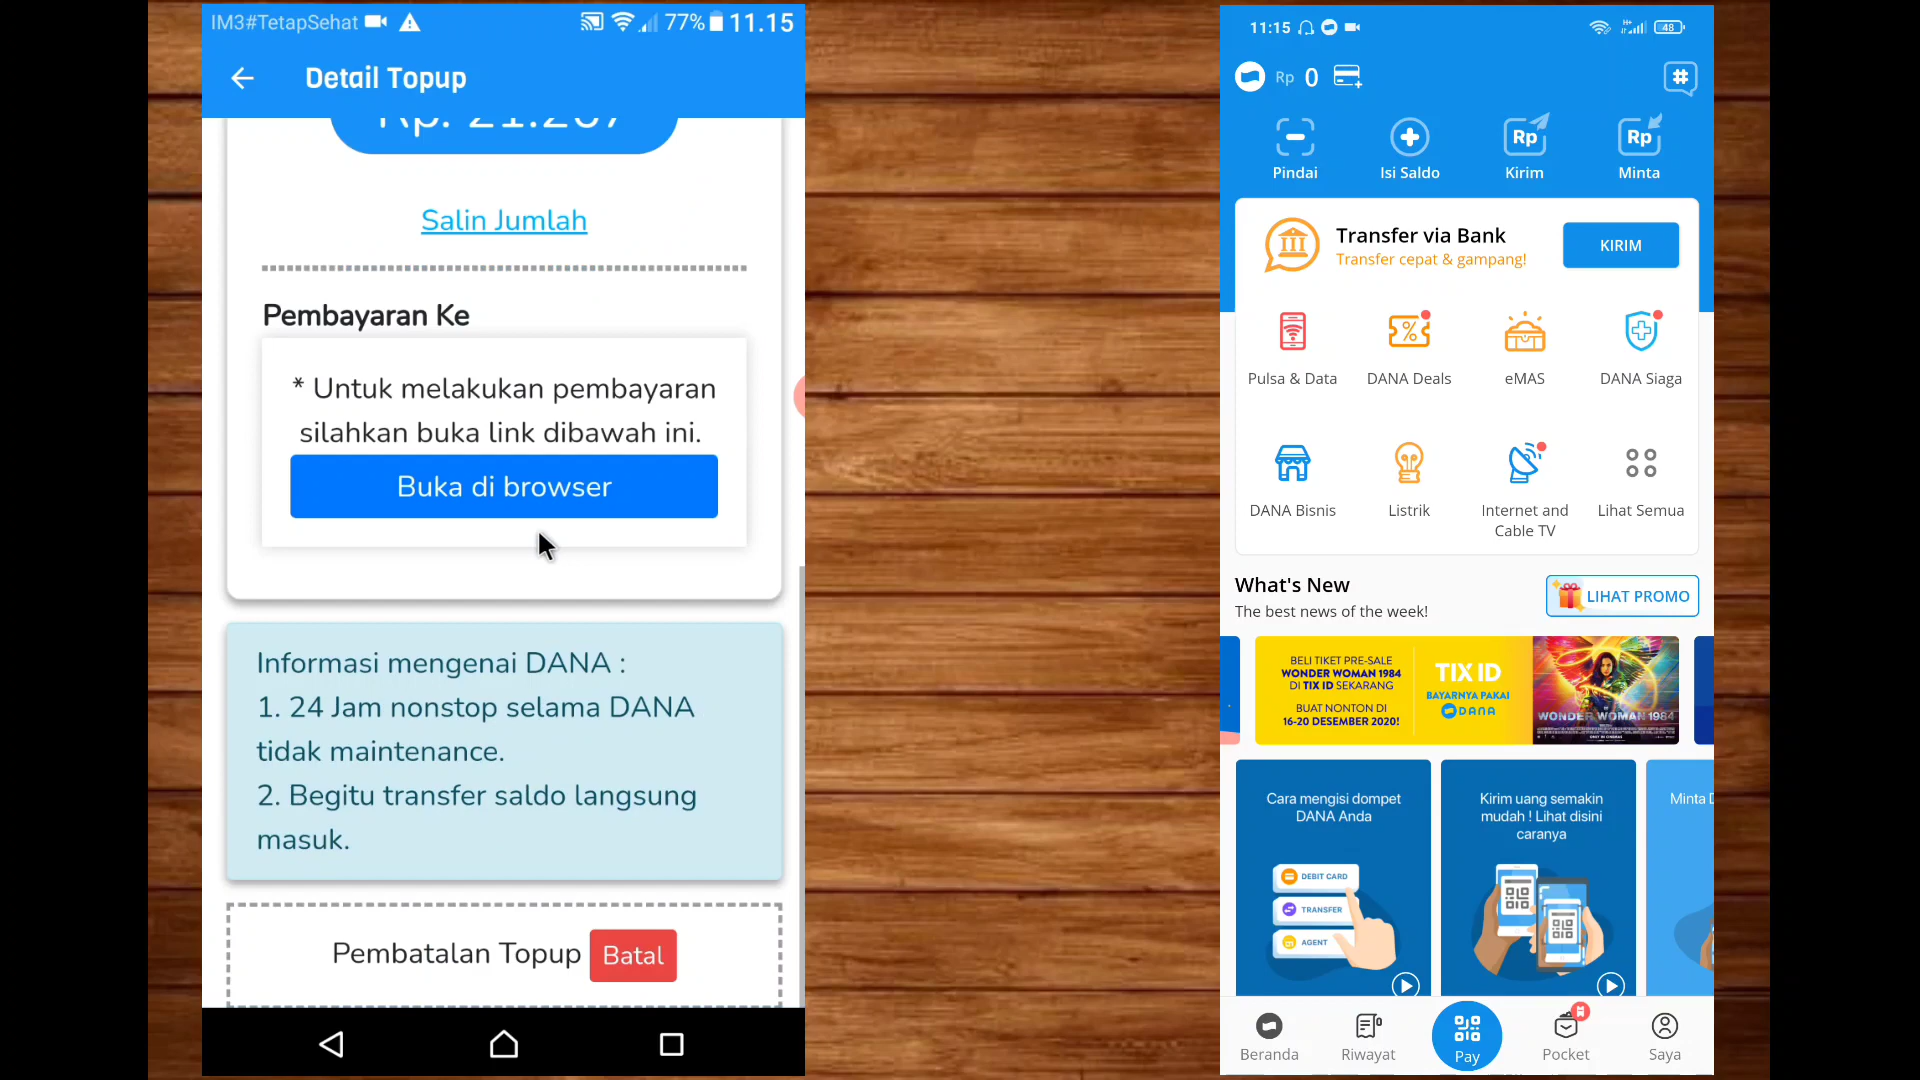 IM3#TetapSehat 77% 11.15
Detail Topup
Salin Jumlah
Pembayaran Ke
* Untuk melakukan pembayaran
silahkan buka link dibawah ini.
Buka di browser
Informasi mengenai DANA :
1. 24 Jam nonstop selama DANA
tidak maintenance.
2. Begitu transfer saldo langsung
masuk.
Pembatalan Topup Batal
11:15 H+ 48
Rp 0 #
Pindai Isi Saldo Rp Kirim Rp Minta
Transfer via Bank
Transfer cepat & gampang!
KIRIM
Pulsa & Data DANA Deals eMAS DANA Siaga
DANA Bisnis Listrik Internet and Cable TV Lihat Semua
What's New
The best news of the week!
LIHAT PROMO
BELI TIKET PRE-SALE
WONDER WOMAN 1984
DI TIX ID SEKARANG
BUAT NONTON DI
16-20 DESEMBER 2020!
TIX ID
BAYARNYA PAKAI
DANA
WONDER WOMAN 1984
Cara mengisi dompet
DANA Anda
DEBIT CARD
TRANSFER
AGENT
Kirim uang semakin
mudah ! Lihat disini
caranya
Minta
Beranda Riwayat Pay Pocket Saya